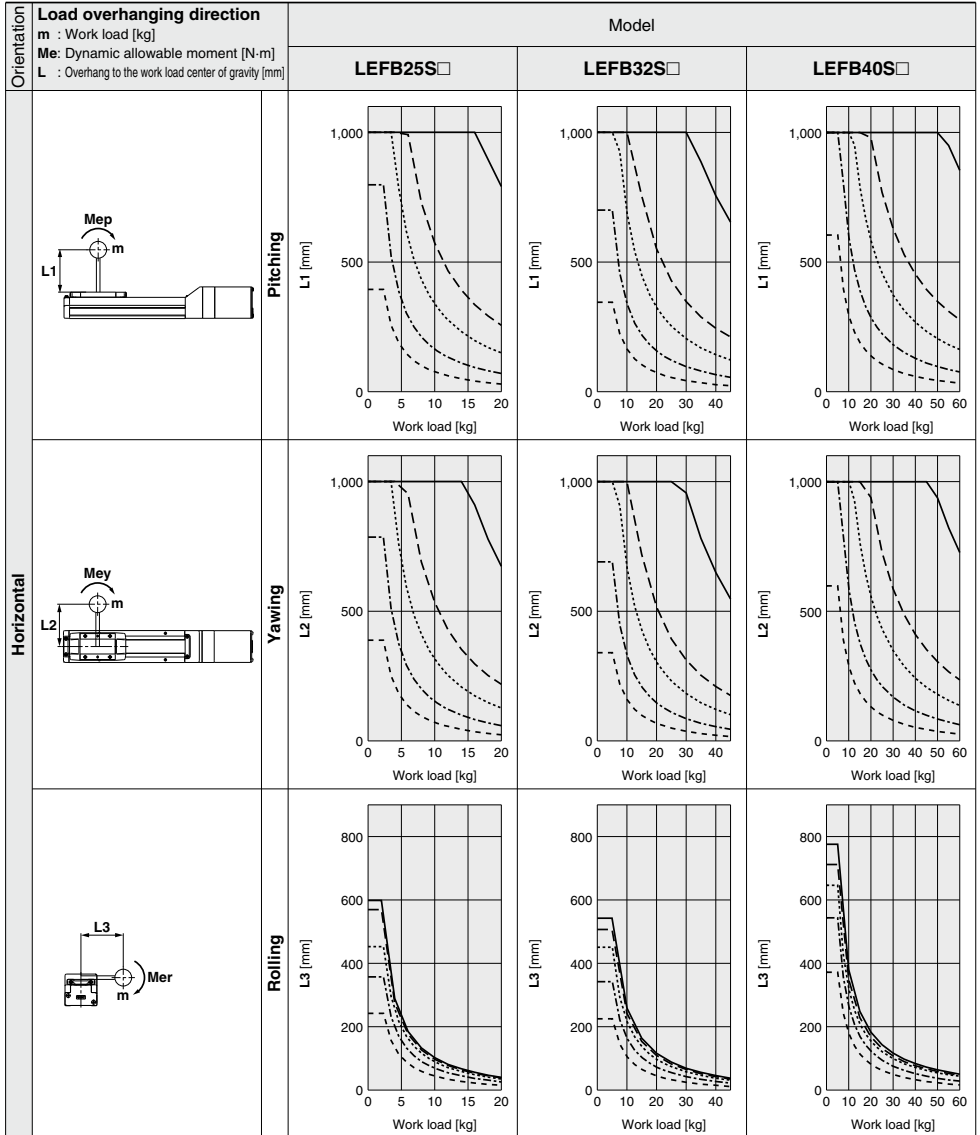 Orientation
Load overhanging direction
m : Work load [kg]
Me: Dynamic allowable moment [N·m]
L : Overhang to the work load center of gravity [mm]
Model
LEFB25S□
LEFB32S□
LEFB40S□
Horizontal
Mep
m
L1
Pitching
L1 [mm]
1,000
500
0
0 5 10 15 20
Work load [kg]
L1 [mm]
1,000
500
0
0 10 20 30 40
Work load [kg]
L1 [mm]
1,000
500
0
0 10 20 30 40 50 60
Work load [kg]
Mey
m
L2
Yawing
L2 [mm]
1,000
500
0
0 5 10 15 20
Work load [kg]
L2 [mm]
1,000
500
0
0 10 20 30 40
Work load [kg]
L2 [mm]
1,000
500
0
0 10 20 30 40 50 60
Work load [kg]
L3
Mer
m
Rolling
L3 [mm]
800
600
400
200
0
0 5 10 15 20
Work load [kg]
L3 [mm]
800
600
400
200
0
0 10 20 30 40
Work load [kg]
L3 [mm]
800
600
400
200
0
0 10 20 30 40 50 60
Work load [kg]